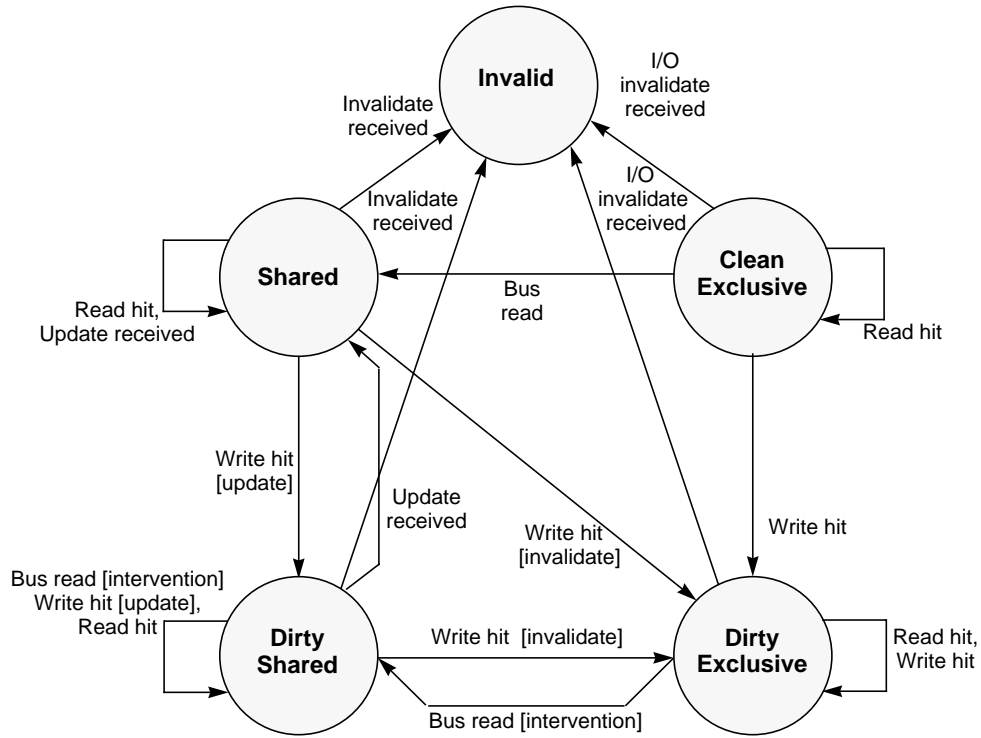 Invalid
I/O
invalidate
received
Invalidate
received
I/O
invalidate
received
Invalidate
received
Shared
Clean
Exclusive
Bus
read
Read hit,
Update received
Read hit
Write hit
[update]
Update
received
Write hit
[invalidate]
Write hit
Bus read [intervention]
Write hit [update],
Read hit
Dirty
Shared
Write hit [invalidate]
Dirty
Exclusive
Read hit,
Write hit
Bus read [intervention]